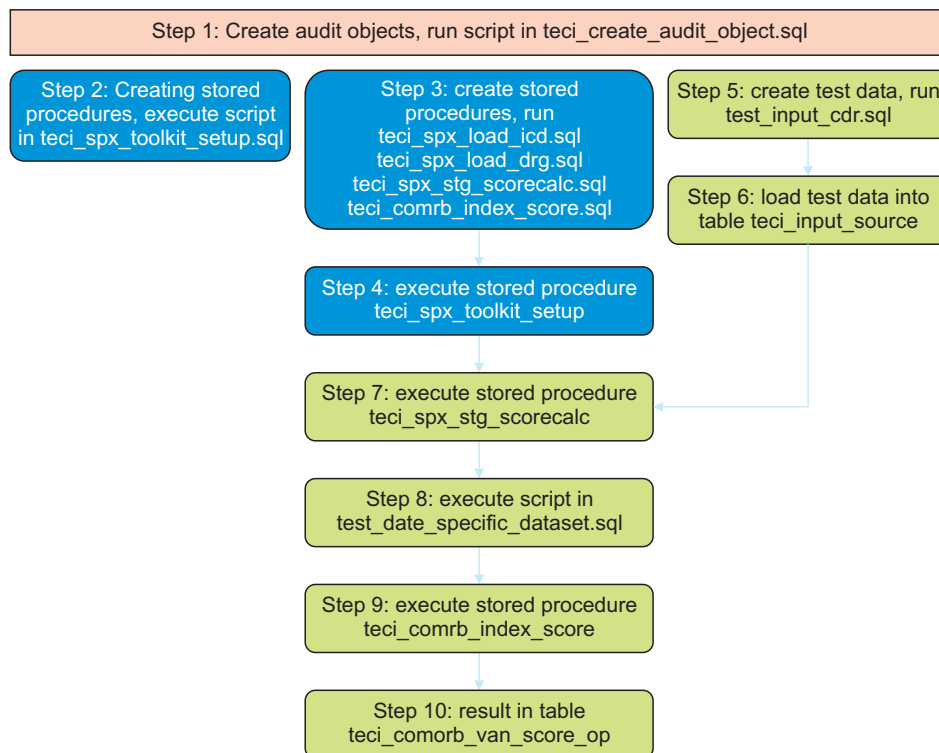 Step 1: Create audit objects, run script in teci_create_audit_object.sql
Step 2: Creating stored
procedures, execute script
in teci_spx_toolkit_setup.sql
Step 3: create stored
procedures, run
teci_spx_load_icd.sql
teci_spx_load_drg.sql
teci_spx_stg_scorecalc.sql
teci_comrb_index_score.sql
Step 5: create test data, run
test_input_cdr.sql
Step 6: load test data into
table teci_input_source
Step 4: execute stored procedure
teci_spx_toolkit_setup
Step 7: execute stored procedure
teci_spx_stg_scorecalc
Step 8: execute script in
test_date_specific_dataset.sql
Step 9: execute stored procedure
teci_comrb_index_score
Step 10: result in table
teci_comorb_van_score_op